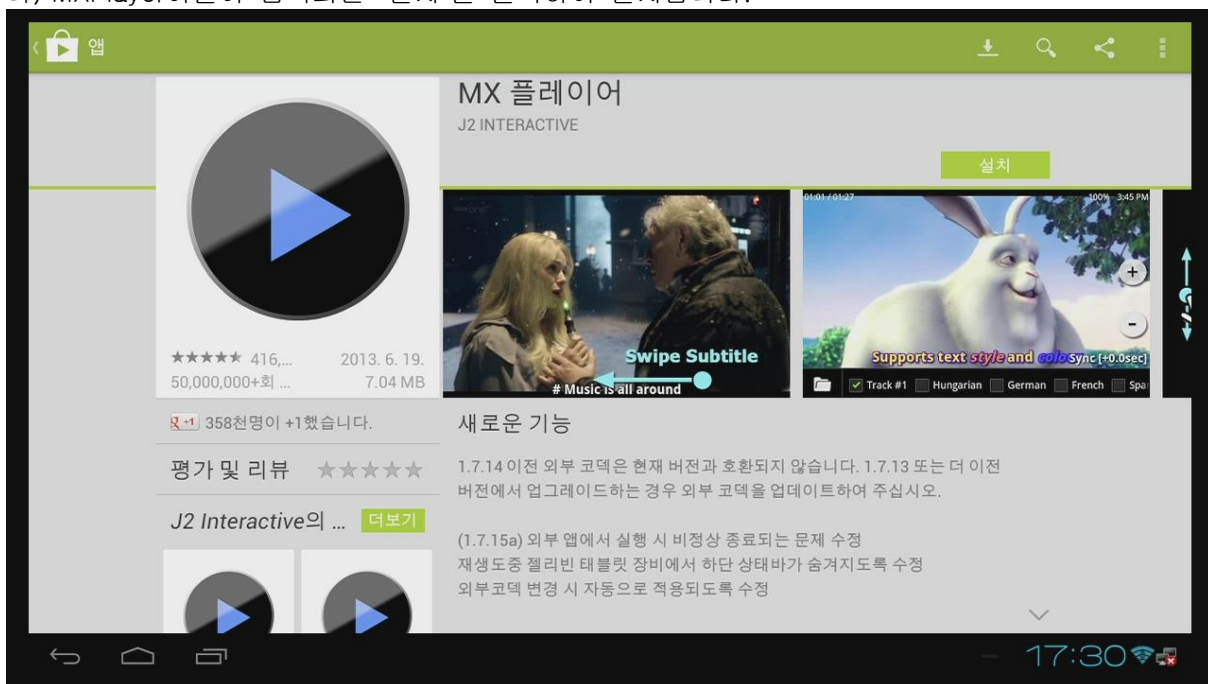 앱
MX 플레이어
J2 INTERACTIVE
설치
01:01 / 01:27
100% 3:45 PM
+
-
Swipe Subtitle
# Music is all around
Supports text style and color
Sync [+0.0sec]
Track #1 Hungarian German French Spa
★★★★★ 416,... 2013. 6. 19.
50,000,000+회 ... 7.04 MB
+1 358천명이 +1했습니다.
평가 및 리뷰 ★★★★★
J2 Interactive의 ... 더보기
새로운 기능
1.7.14 이전 외부 코덱은 현재 버전과 호환되지 않습니다. 1.7.13 또는 더 이전
버전에서 업그레이드하는 경우 외부 코덱을 업데이트하여 주십시오.
(1.7.15a) 외부 앱에서 실행 시 비정상 종료되는 문제 수정
재생도중 젤리빈 태블릿 장비에서 하단 상태바가 숨겨지도록 수정
외부코덱 변경 시 자동으로 적용되도록 수정
17:30